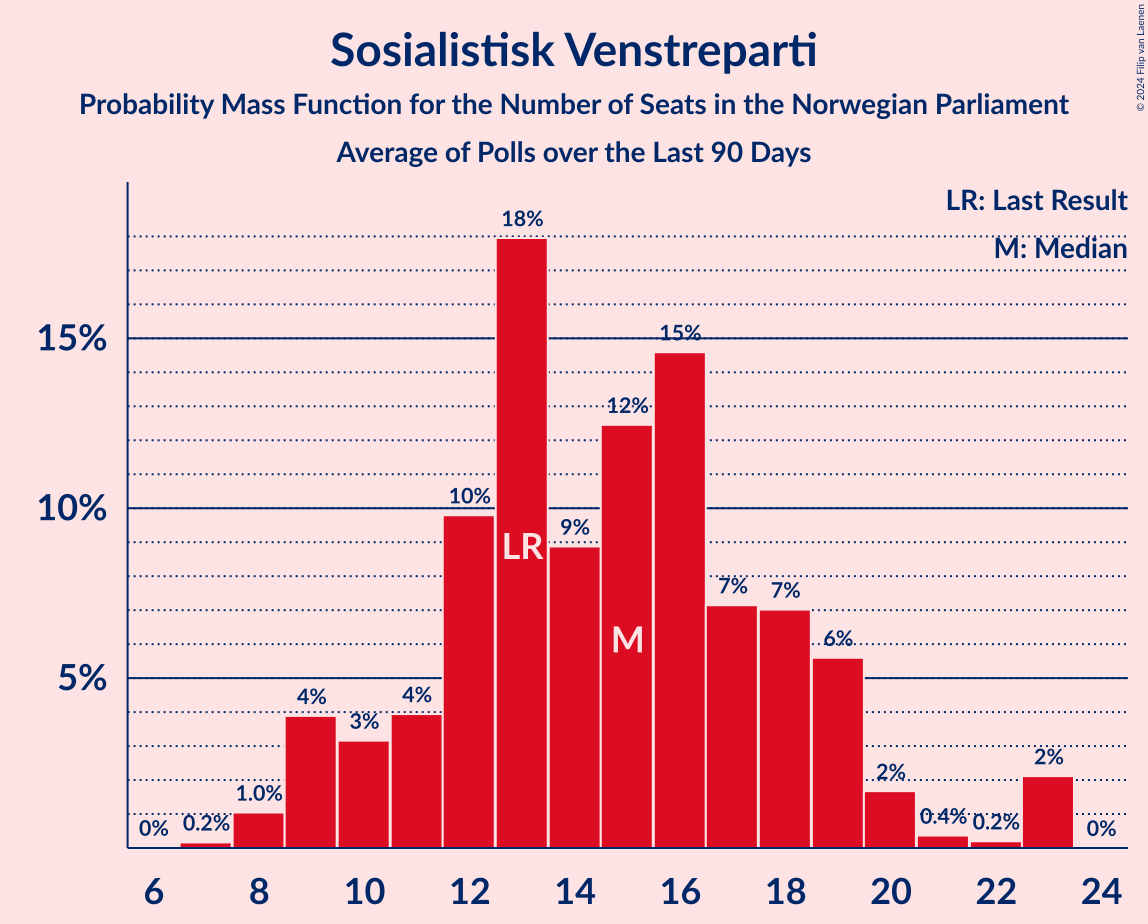 Sosialistisk Venstreparti
Probability Mass Function for the Number of Seats in the Norwegian Parliament
Average of Polls over the Last 90 Days
© 2024 Filip van Laenen
LR: Last Result
M: Median
15%
10%
5%
0%
0.2%
1.0%
4%
3%
4%
10%
18%
9%
12%
15%
7%
7%
6%
2%
0.4%
0.2%
2%
0%
LR
M
6 8 10 12 14 16 18 20 22 24